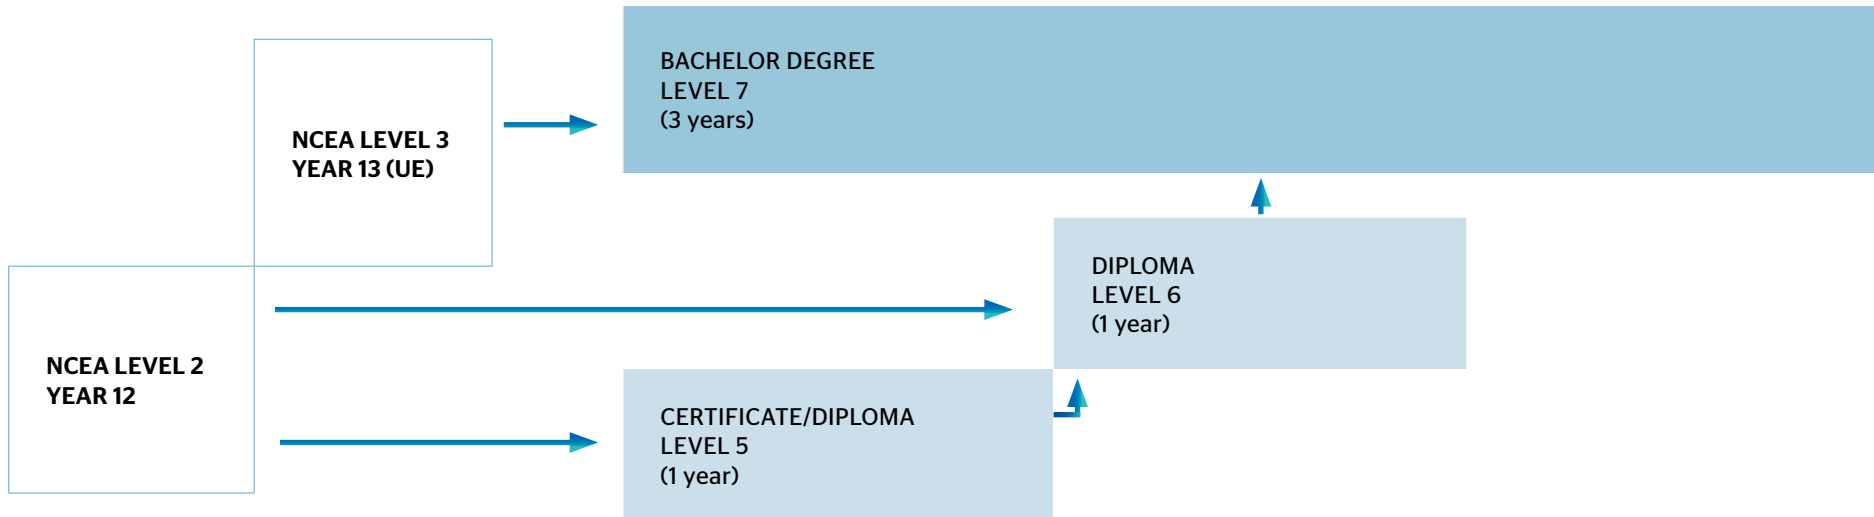 BACHELOR DEGREE
LEVEL 7
(3 years)
NCEA LEVEL 3
YEAR 13 (UE)
DIPLOMA
LEVEL 6
(1 year)
NCEA LEVEL 2
YEAR 12
CERTIFICATE/DIPLOMA
LEVEL 5
(1 year)